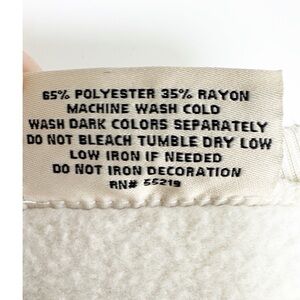 65% POLYESTER 35% RAYON
MACHINE WASH COLD
WASH DARK COLORS SEPARATELY
DO NOT BLEACH TUMBLE DRY LOW
LOW IRON IF NEEDED
DO NOT IRON DECORATION
RN# 55219